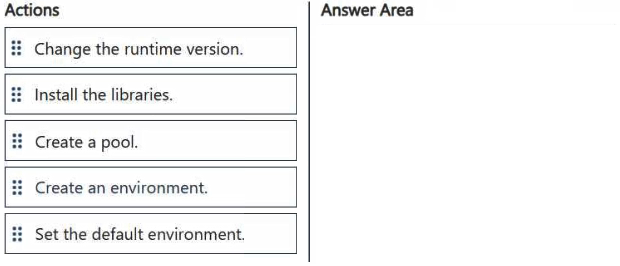 Actions
Answer Area
Change the runtime version.
Install the libraries.
Create a pool.
Create an environment.
Set the default environment.